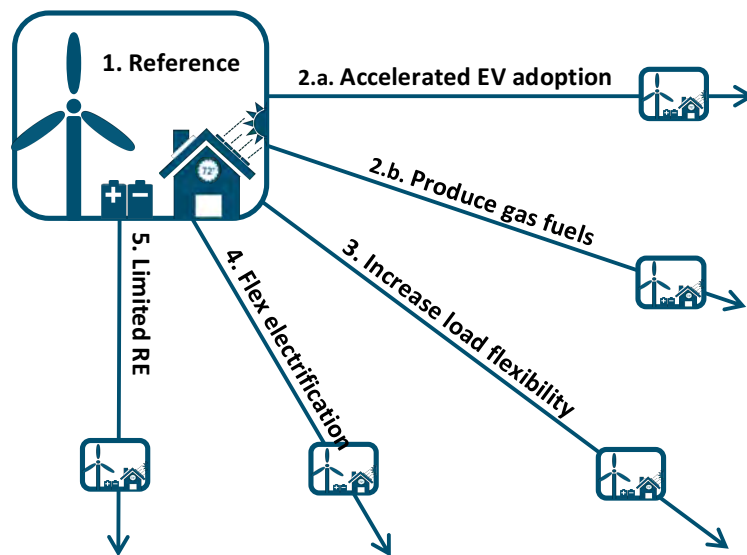 1. Reference
2.a. Accelerated EV adoption
2.b. Produce gas fuels
3. Increase load flexibility
4. Flex electrification
5. Limited RE
72°